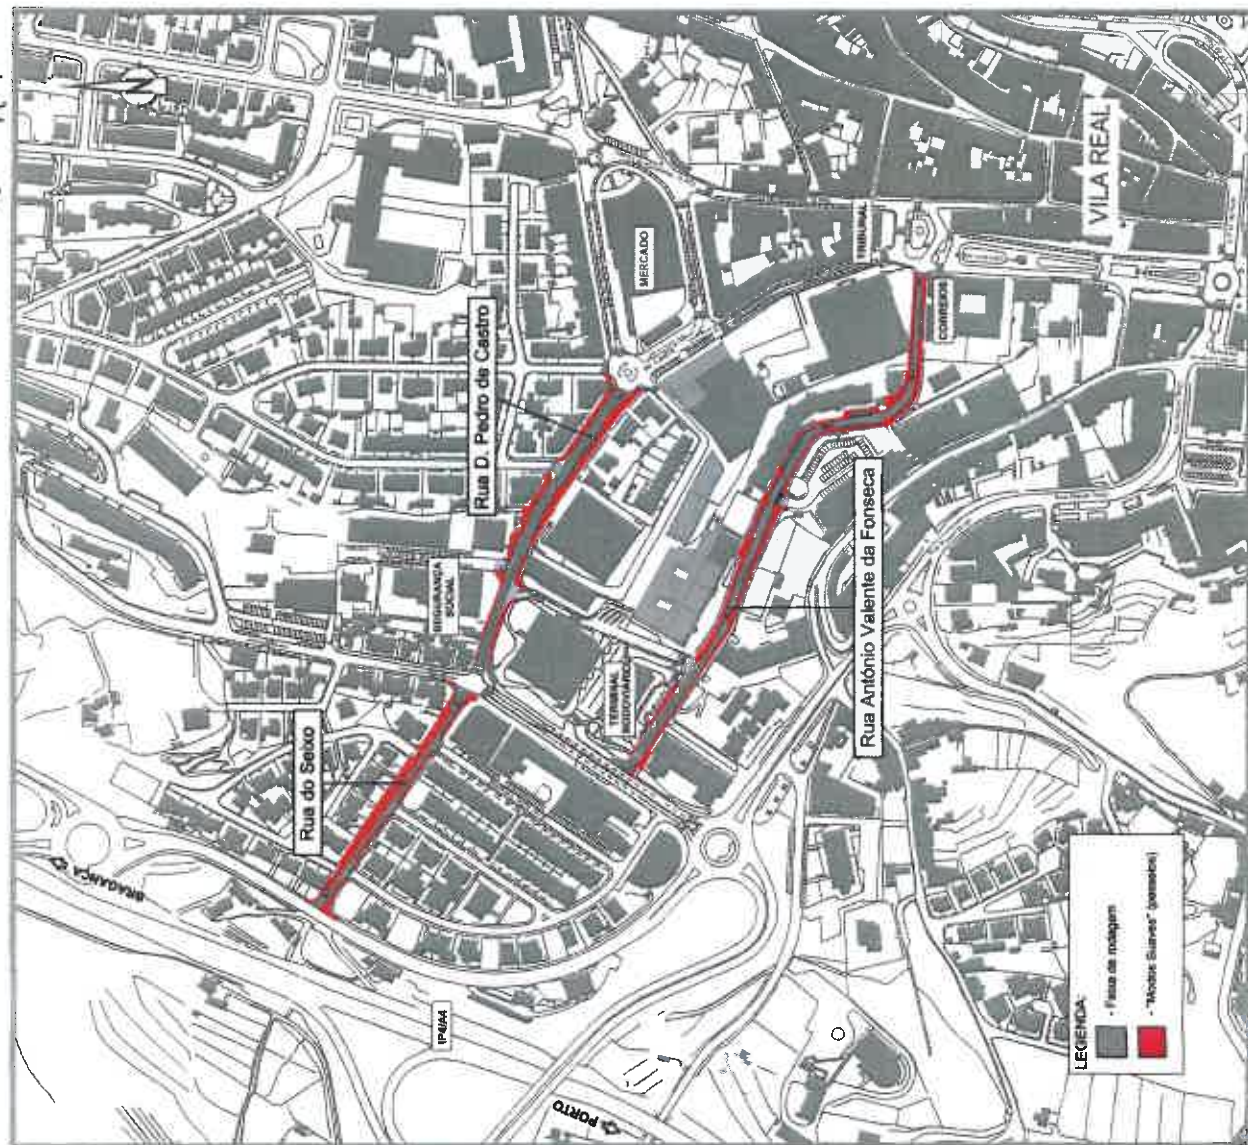 N
VILA REAL
TRIBUNAL
MERCADO
CORREIOS
Rua D. Pedro de Castro
SEGURANÇA
SOCIAL
Rua António Valente da Fonseca
TERMINAL
RODOVIÁRIO
Rua do Seixo
BRAGANÇA
IP4/A4
PORTO
LEGENDA:
- Faixa de rodagem
- "Modos Suaves" (passeios)